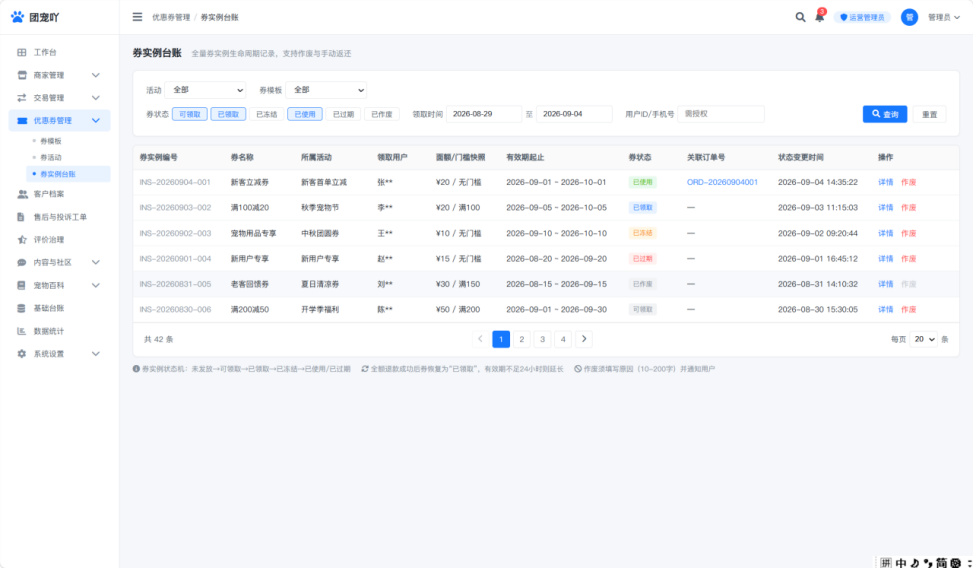 团宠吖
优惠券管理 / 券实例台账
3
运营管理员
管
管理员
工作台
商家管理
交易管理
优惠券管理
券模板
券活动
券实例台账
客户档案
售后与投诉工单
评价治理
内容与社区
宠物百科
基础台账
数据统计
系统设置
券实例台账 全量券实例生命周期记录，支持作废与手动返还
活动 全部 券模板 全部
券状态 可领取 已领取 已冻结 已使用 已过期 已作废 领取时间 2026-08-29 至 2026-09-04 用户ID/手机号 需授权 查询 重置
券实例编号 券名称 所属活动 领取用户 面额/门槛快照 有效期起止 券状态 关联订单号 状态变更时间 操作
INS-20260904-001 新客立减券 新客首单立减 张** ¥20 / 无门槛 2026-09-01 ~ 2026-10-01 已使用 ORD-20260904001 2026-09-04 14:35:22 详情 作废
INS-20260903-002 满100减20 秋季宠物节 李** ¥20 / 满100 2026-09-05 ~ 2026-10-05 已领取 — 2026-09-03 11:15:03 详情 作废
INS-20260902-003 宠物用品专享 中秋团圆券 王** ¥10 / 无门槛 2026-09-10 ~ 2026-10-10 已冻结 — 2026-09-02 09:20:44 详情 作废
INS-20260901-004 新用户专享 新用户专享 赵** ¥15 / 无门槛 2026-08-20 ~ 2026-09-20 已过期 — 2026-09-01 16:45:12 详情 作废
INS-20260831-005 老客回馈券 夏日清凉券 刘** ¥30 / 满150 2026-08-15 ~ 2026-09-15 已作废 — 2026-08-31 14:10:32 详情 作废
INS-20260830-006 满200减50 开学季福利 陈** ¥50 / 满200 2026-09-01 ~ 2026-09-30 可领取 — 2026-08-30 15:30:05 详情 作废
共 42 条 1 2 3 4 每页 20 条
券实例状态机：未发放→可领取→已领取→已冻结→已使用/已过期 全额退款成功后券恢复为"已领取"，有效期不足24小时则延长 作废须填写原因（10-200字）并通知用户
拼 中 简